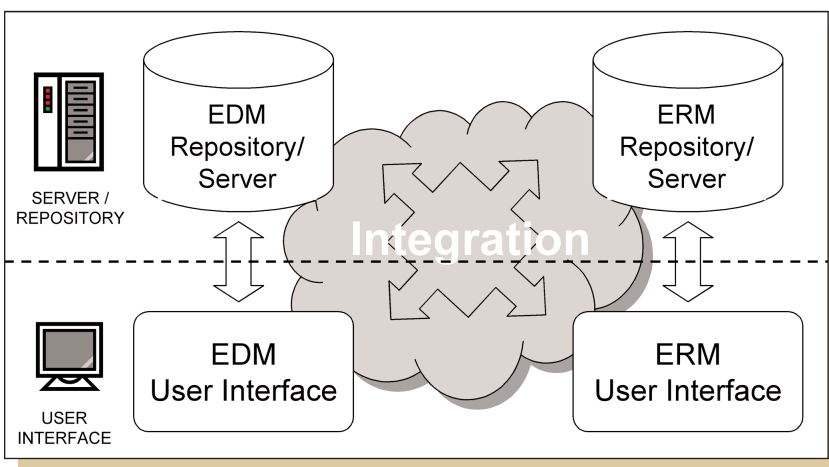 EDM
Repository/
Server
ERM
Repository/
Server
SERVER /
REPOSITORY
Integration
EDM
User Interface
ERM
User Interface
USER
INTERFACE